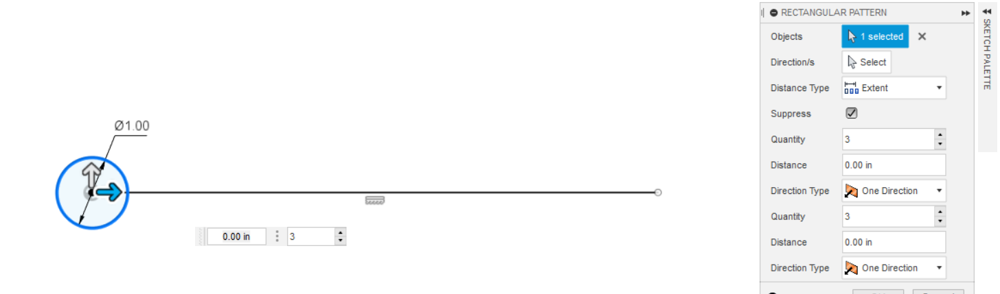 RECTANGULAR PATTERN
SKETCH PALETTE
Objects 1 selected
Direction/s Select
Distance Type Extent
Suppress
Quantity 3
Distance 0.00 in
Direction Type One Direction
Quantity 3
Distance 0.00 in
Direction Type One Direction
Ø1.00
0.00 in 3